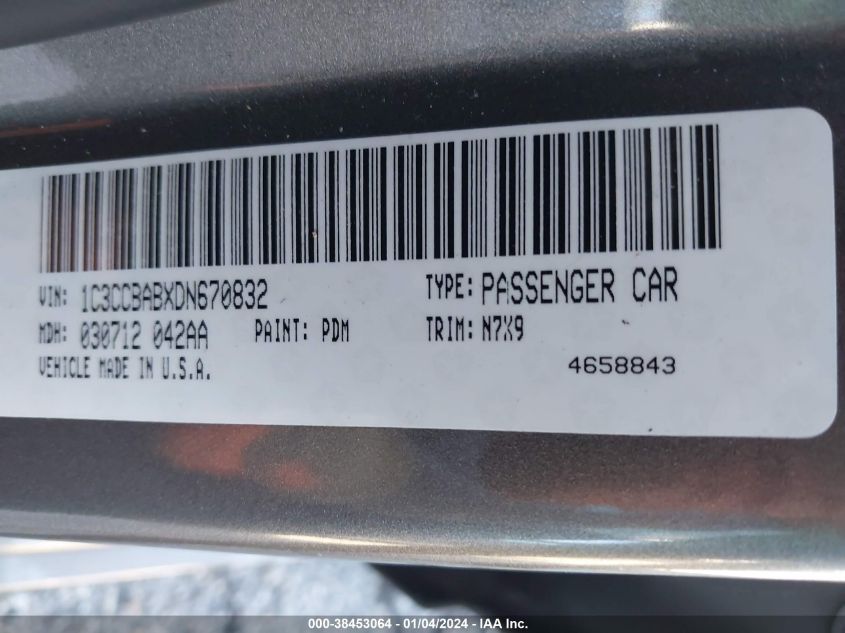 VIN: 1C3CCBABXDN670832 TYPE: PASSENGER CAR
MDH: 030712 042AA PAINT: PDM TRIM: N7X9
VEHICLE MADE IN U.S.A. 4658843
000-38453064 - 01/04/2024 - IAA Inc.